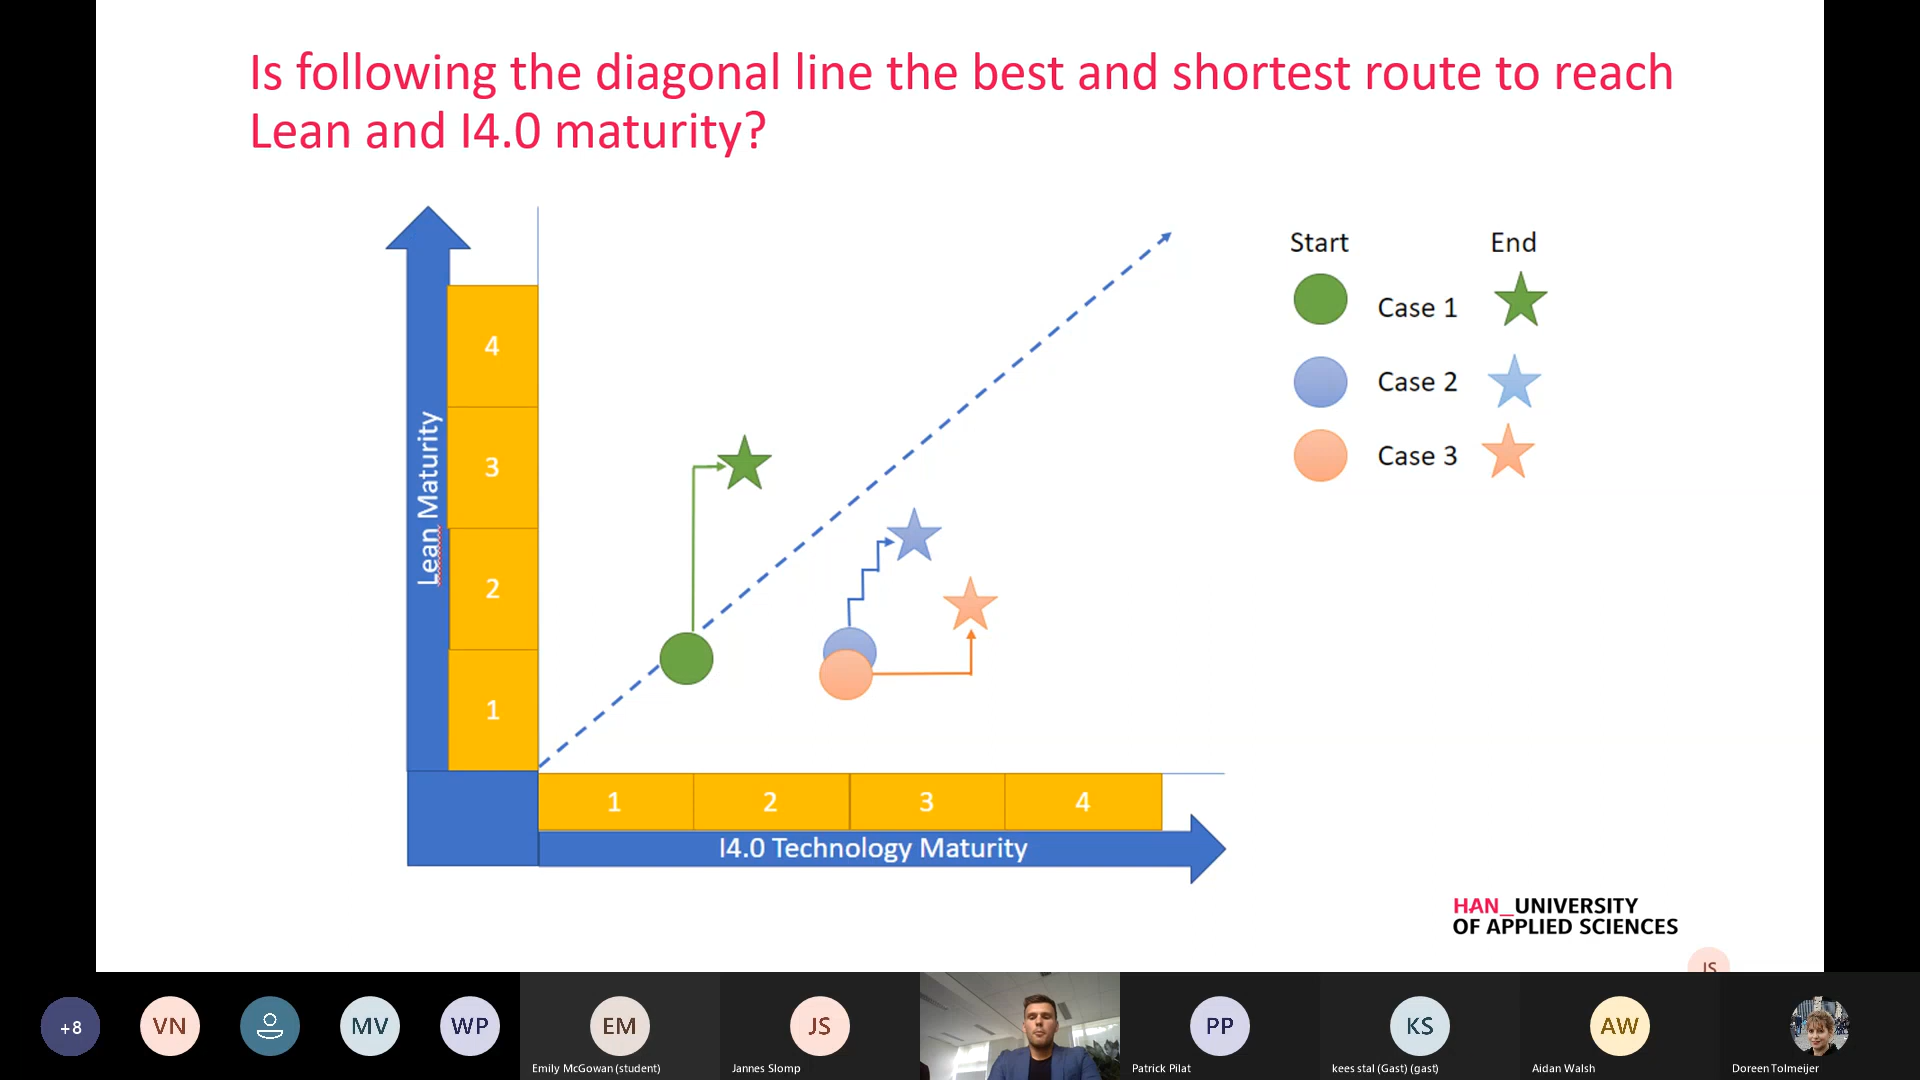 Is following the diagonal line the best and shortest route to reach
Lean and I4.0 maturity?
Start
End
Case 1
Case 2
Case 3
Lean Maturity
4
3
2
1
1
2
3
4
I4.0 Technology Maturity
HAN_UNIVERSITY
OF APPLIED SCIENCES
JS
+8
VN
MV
WP
EM
JS
PP
KS
AW
Emily McGowan (student)
Jannes Slomp
Patrick Pilat
kees stal (Gast) (gast)
Aidan Walsh
Doreen Tolmeijer